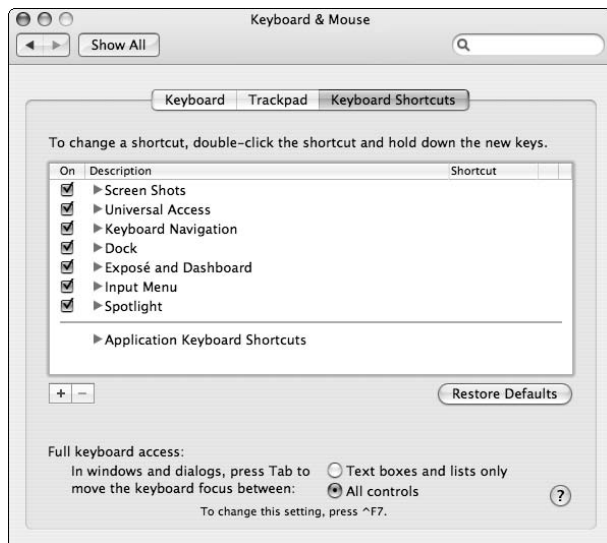 Keyboard & Mouse
Show All
Keyboard Trackpad Keyboard Shortcuts
To change a shortcut, double-click the shortcut and hold down the new keys.
On Description Shortcut
Screen Shots
Universal Access
Keyboard Navigation
Dock
Exposé and Dashboard
Input Menu
Spotlight
Application Keyboard Shortcuts
+ − Restore Defaults
Full keyboard access:
In windows and dialogs, press Tab to
move the keyboard focus between:
Text boxes and lists only
All controls
?
To change this setting, press ^F7.